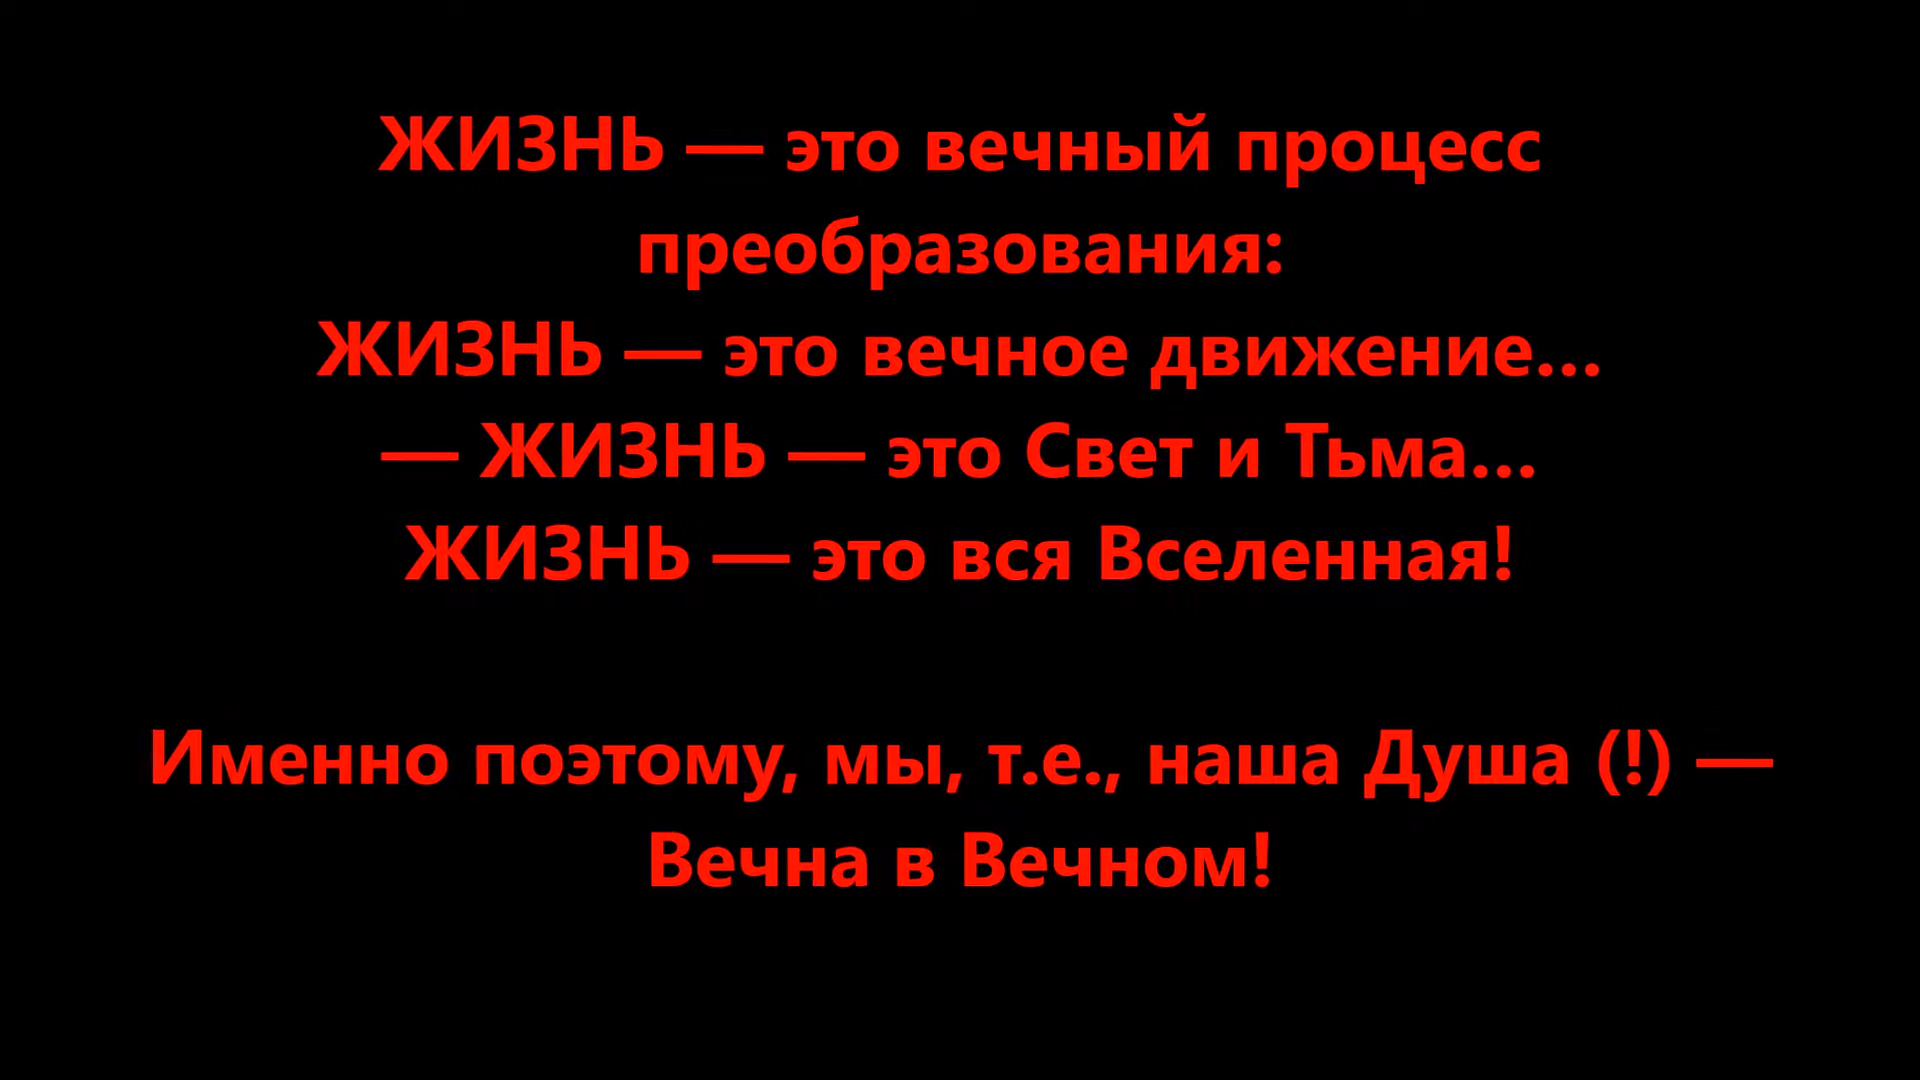 ЖИЗНЬ — это вечный процесс
преобразования:
ЖИЗНЬ — это вечное движение...
— ЖИЗНЬ — это Свет и Тьма...
ЖИЗНЬ — это вся Вселенная!
Именно поэтому, мы, т.е., наша Душа (!) —
Вечна в Вечном!